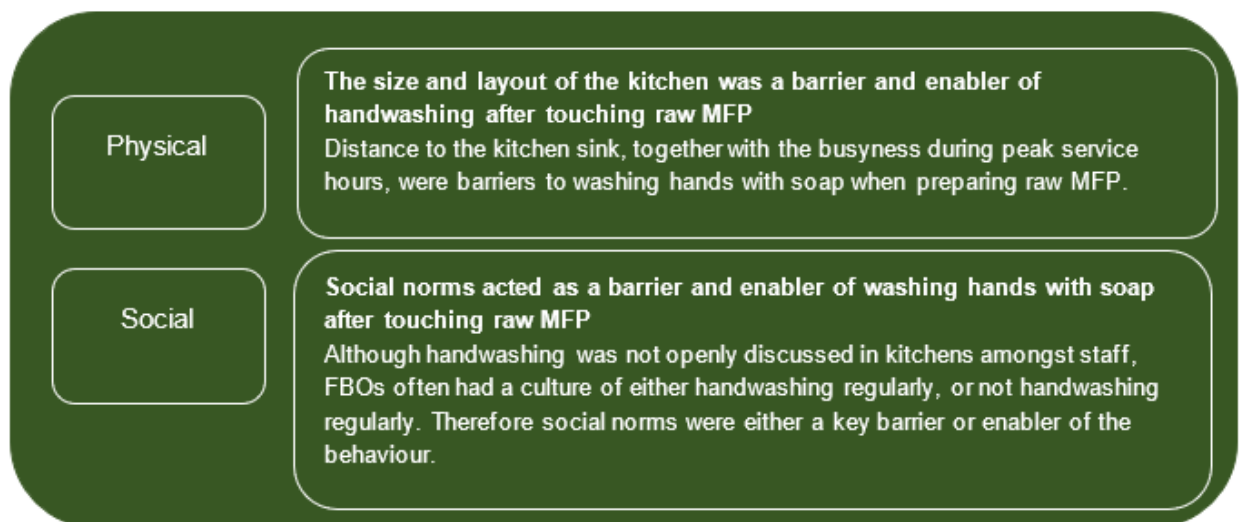 Physical
The size and layout of the kitchen was a barrier and enabler of
handwashing after touching raw MFP
Distance to the kitchen sink, together with the busyness during peak service
hours, were barriers to washing hands with soap when preparing raw MFP.
Social
Social norms acted as a barrier and enabler of washing hands with soap
after touching raw MFP
Although handwashing was not openly discussed in kitchens amongst staff,
FBOs often had a culture of either handwashing regularly, or not handwashing
regularly. Therefore social norms were either a key barrier or enabler of the
behaviour.